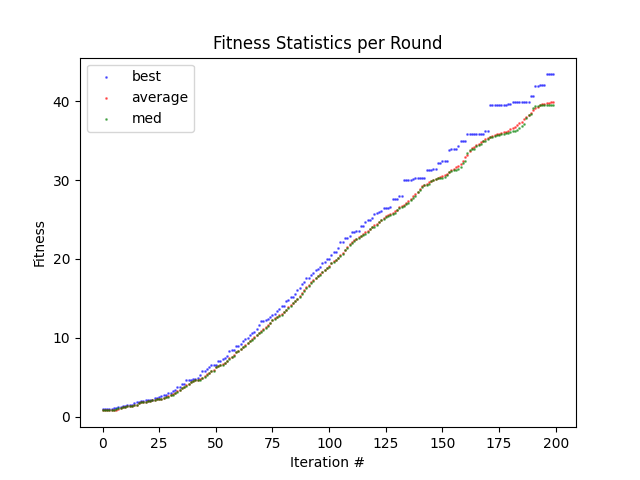 Fitness Statistics per Round
best
average
med
Fitness
40
30
20
10
0
0 25 50 75 100 125 150 175 200
Iteration #